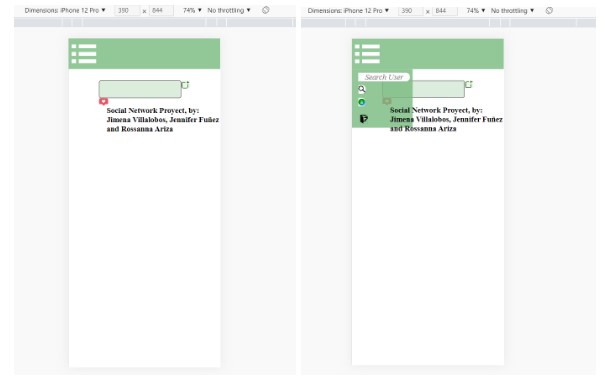 Dimensions: iPhone 12 Pro ▼ 390 x 844 74% ▼ No throttling ▼
Social Network Proyect, by:
Jimena Villalobos, Jennifer Fuñez
and Rossanna Ariza
Dimensions: iPhone 12 Pro ▼ 390 x 844 74% ▼ No throttling ▼
Search User
Social Network Proyect, by:
Jimena Villalobos, Jennifer Fuñez
and Rossanna Ariza